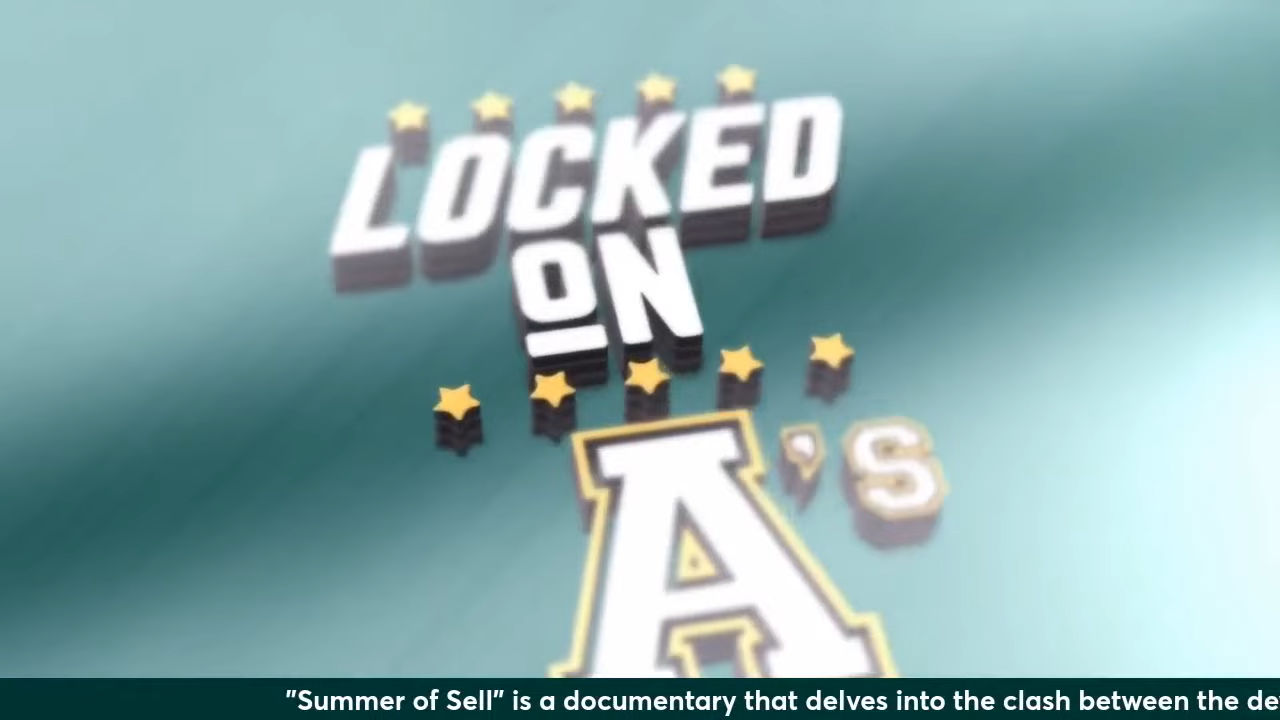 LOCKED
ON
A's
"Summer of Sell" is a documentary that delves into the clash between the